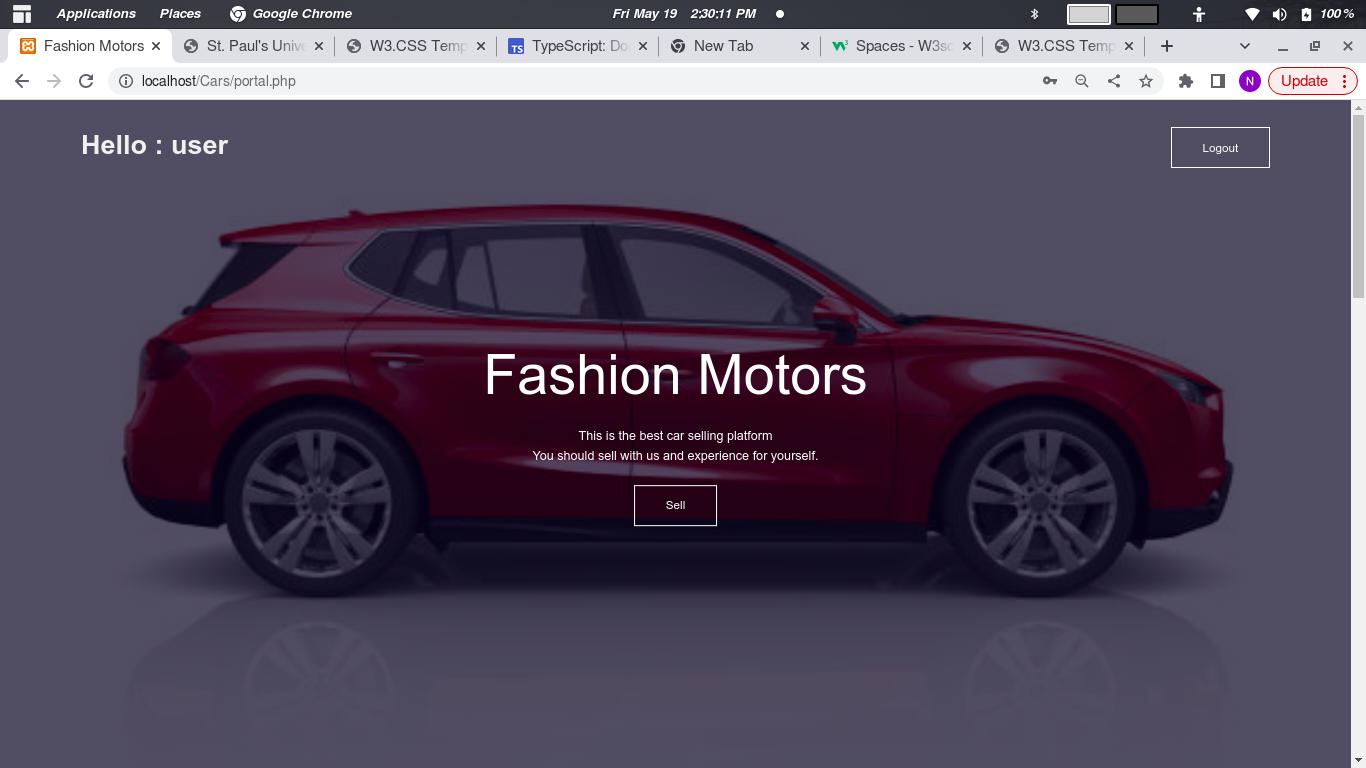 Applications Places Google Chrome Fri May 19 2:30:11 PM 100 %
Fashion Motors St. Paul's Unive W3.CSS Temp TypeScript: Do New Tab Spaces - W3sc W3.CSS Temp
localhost/Cars/portal.php N Update
Hello : user
Logout
Fashion Motors
This is the best car selling platform
You should sell with us and experience for yourself.
Sell